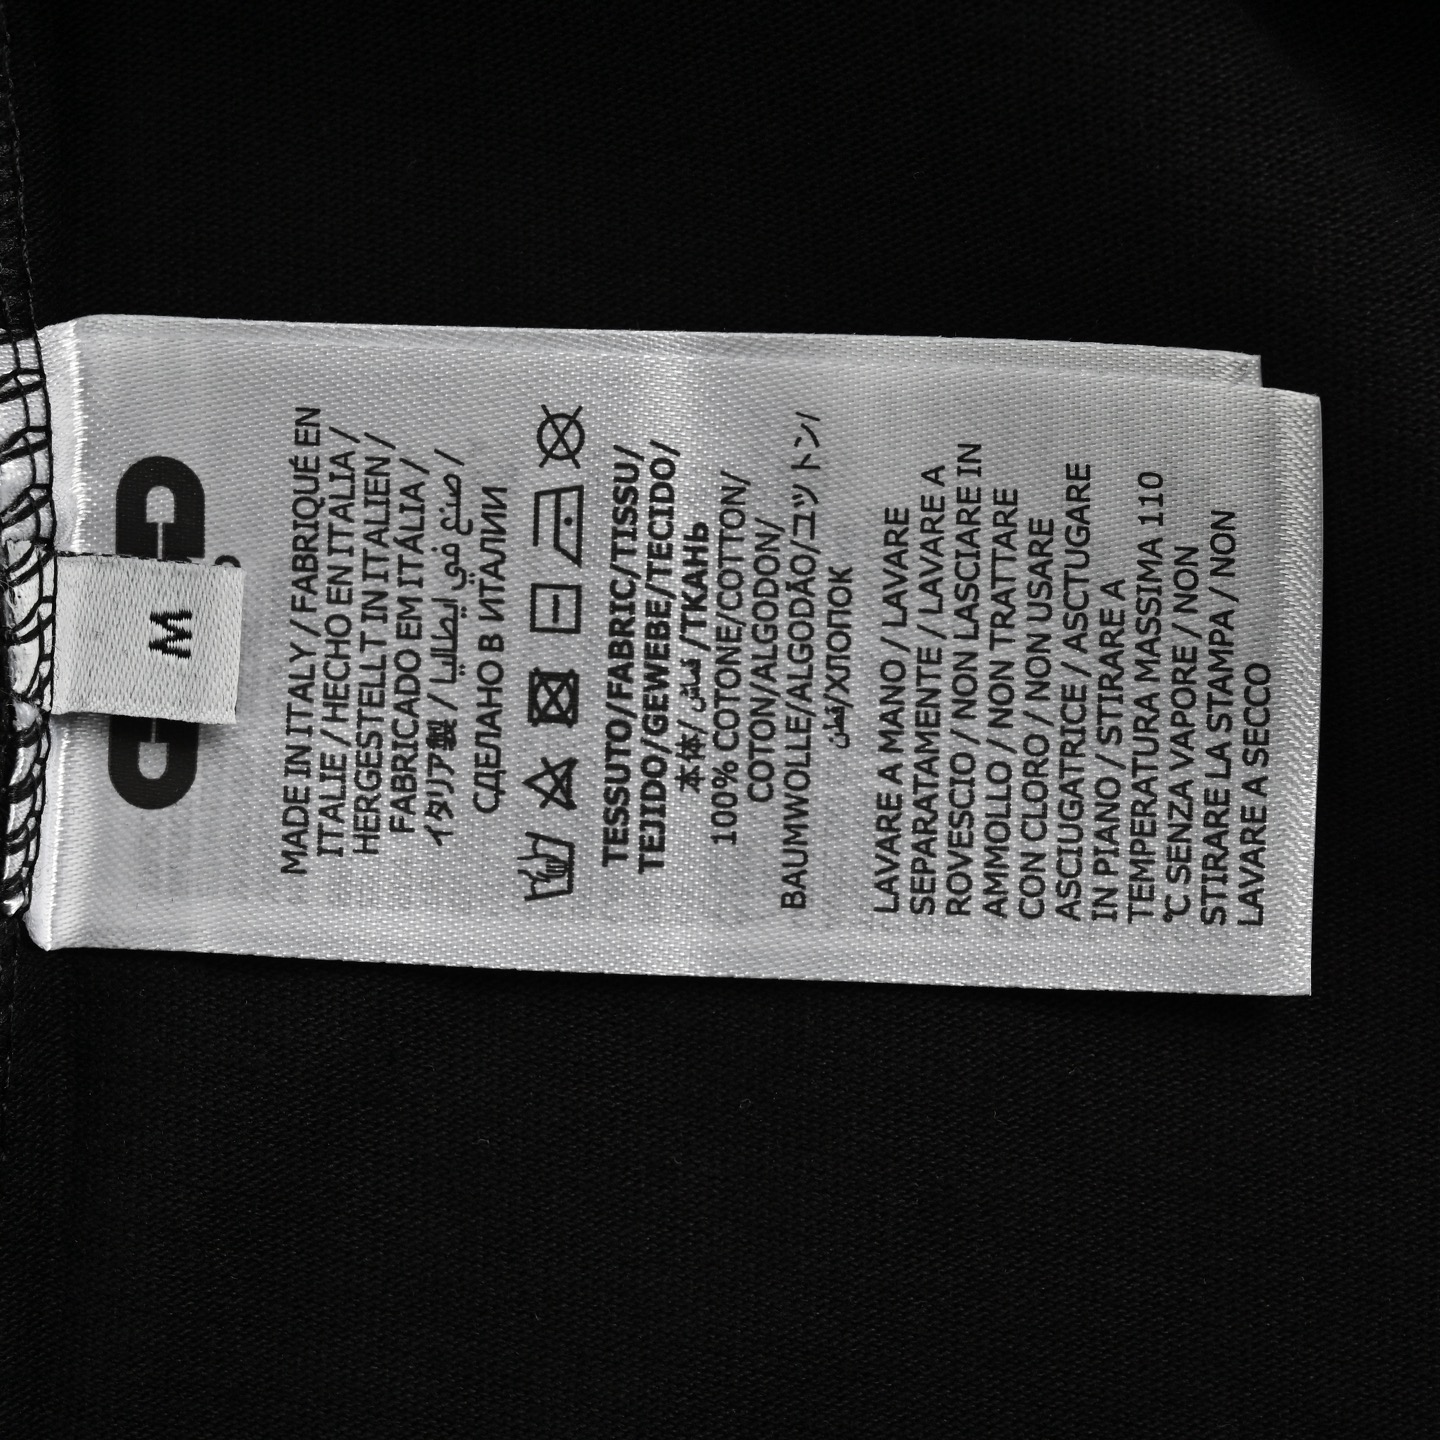 M
MADE IN ITALY / FABRIQUÉ EN
ITALIE / HECHO EN ITALIA /
HERGESTELLT IN ITALIEN /
FABRICADO EM ITÁLIA /
イタリア製 / صنع في ايطاليا /
СДЕЛАНО В ИТАЛИИ
TESSUTO/FABRIC/TISSU/
TEJIDO/GEWEBE/TECIDO/
本体/ قماش /ТКАНЬ
100% COTONE/COTTON/
COTON/ALGODON/
BAUMWOLLE/ALGODÃO/コツトン/
قطن/ХЛОПОК
LAVARE A MANO / LAVARE
SEPARATAMENTE / LAVARE A
ROVESCIO / NON LASCIARE IN
AMMOLLO / NON TRATTARE
CON CLORO / NON USARE
ASCIUGATRICE / ASCTUGARE
IN PIANO / STIRARE A
TEMPERATURA MASSIMA 110
℃ SENZA VAPORE / NON
STIRARE LA STAMPA / NON
LAVARE A SECCO